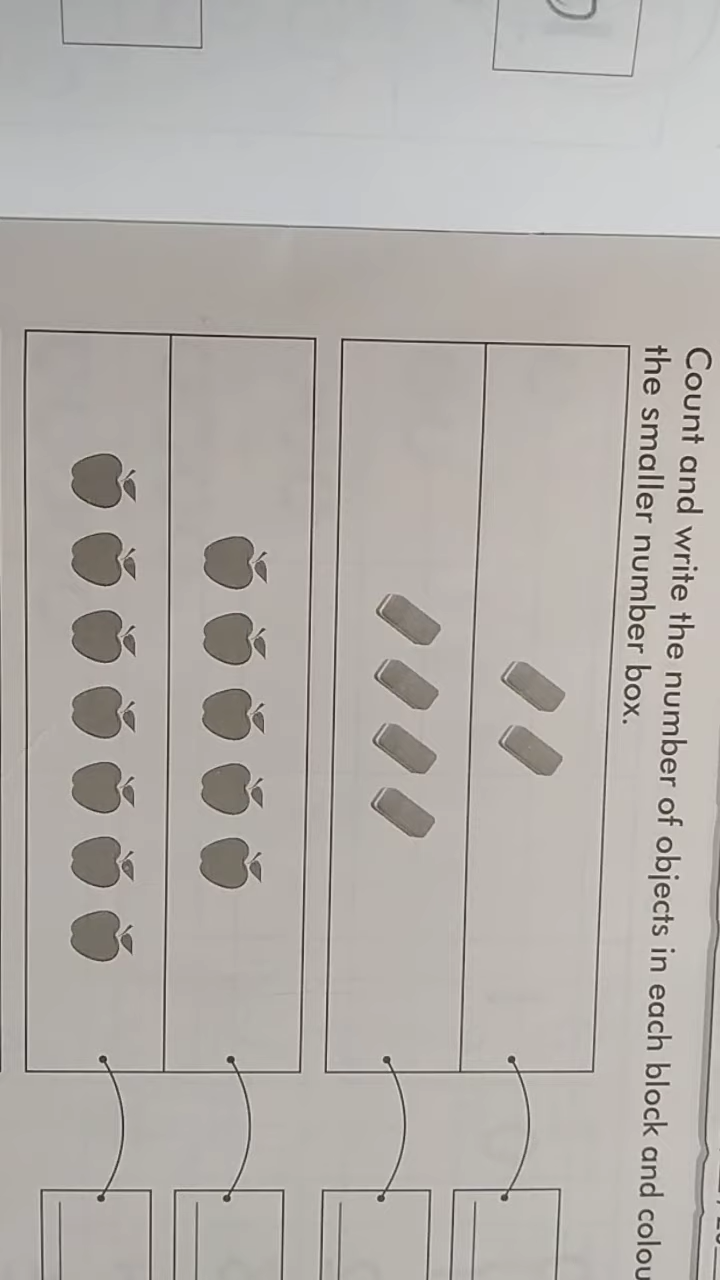 Count and write the number of objects in each block and colou
the smaller number box.